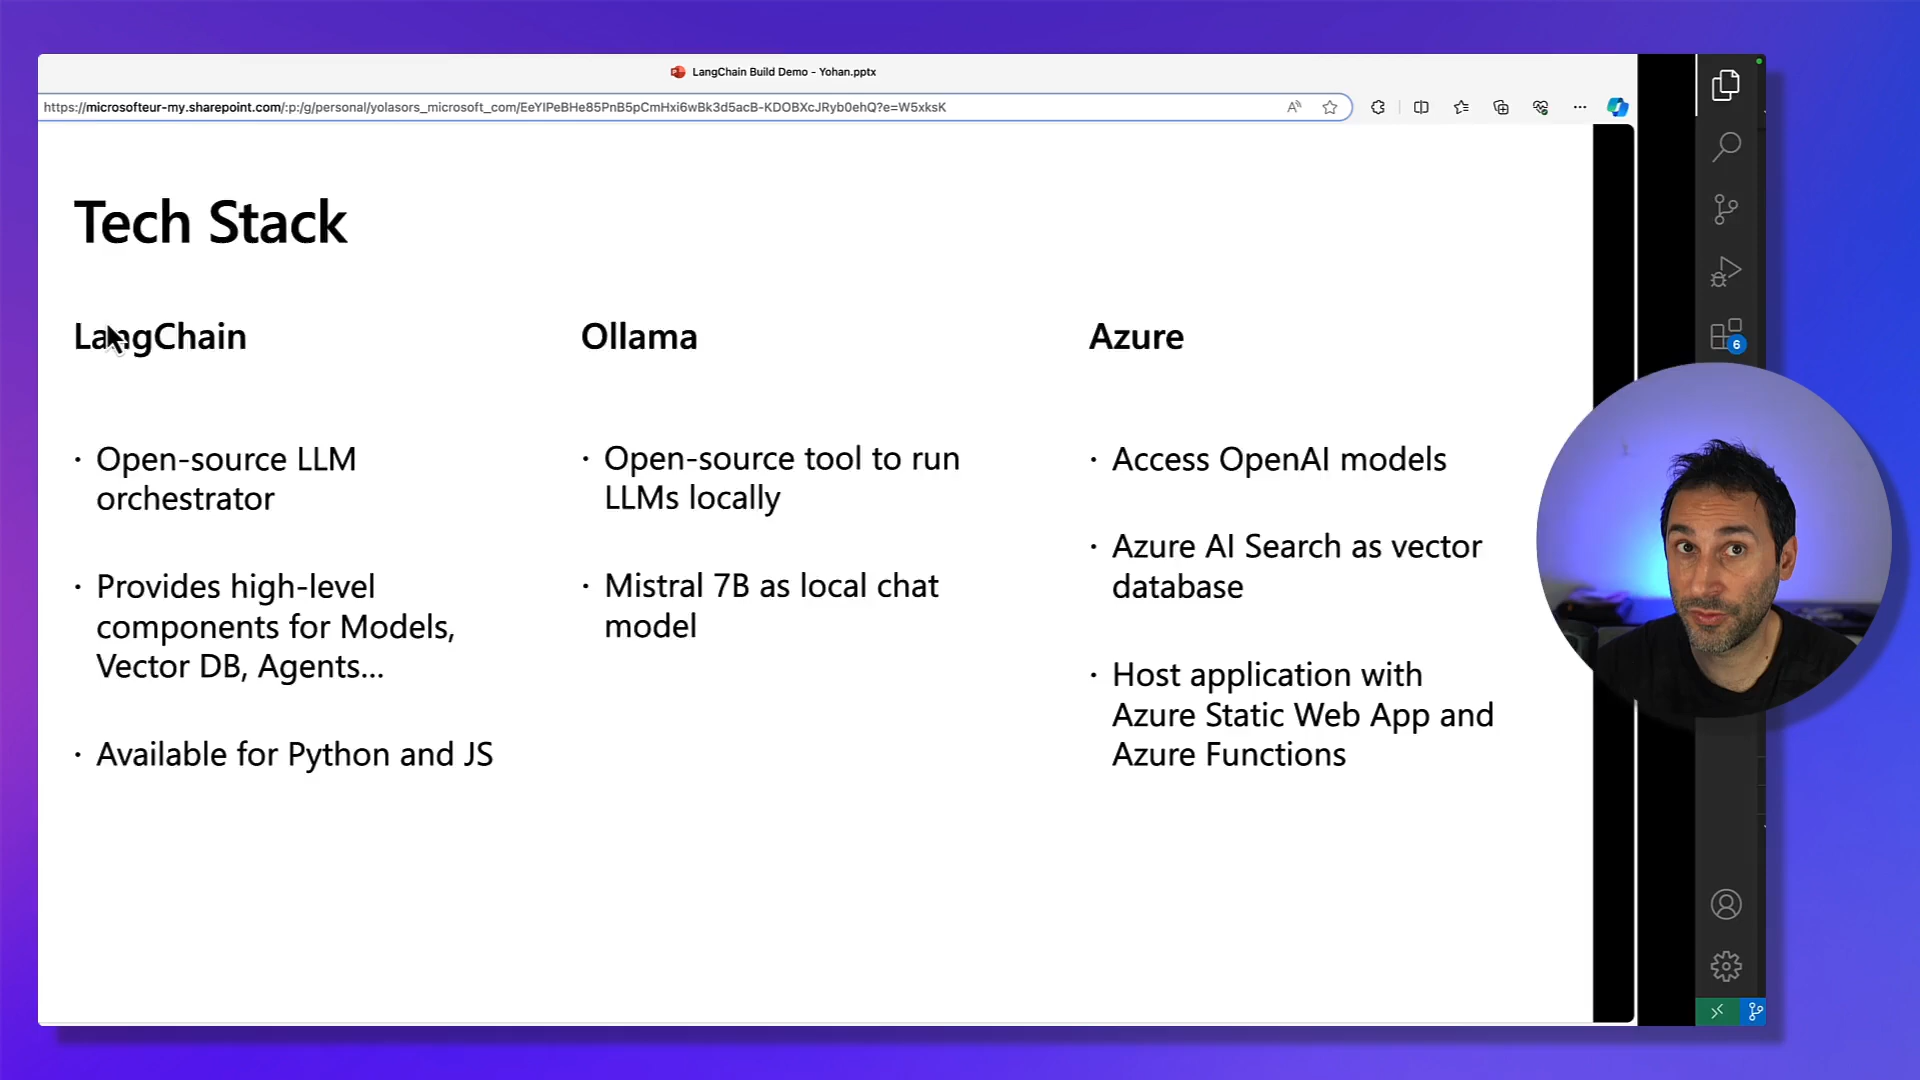 LangChain Build Demo - Yohan.pptx
https://microsofteur-my.sharepoint.com/:p:/g/personal/yolasors_microsoft_com/EeYIPeBHe85PnB5pCmHxi6wBk3d5acB-KDOBXcJRyb0ehQ?e=W5xksK
Tech Stack
LangChain
· Open-source LLM
orchestrator
· Provides high-level
components for Models,
Vector DB, Agents...
· Available for Python and JS
Ollama
· Open-source tool to run
LLMs locally
· Mistral 7B as local chat
model
Azure
· Access OpenAI models
· Azure AI Search as vector
database
· Host application with
Azure Static Web App and
Azure Functions
6